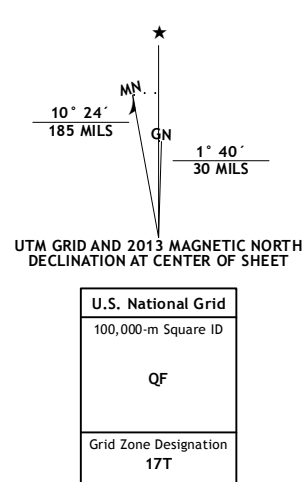 ★
MN
10° 24´
185 MILS
GN
1° 40´
30 MILS
UTM GRID AND 2013 MAGNETIC NORTH
DECLINATION AT CENTER OF SHEET
U.S. National Grid
100,000-m Square ID
QF
Grid Zone Designation
17T